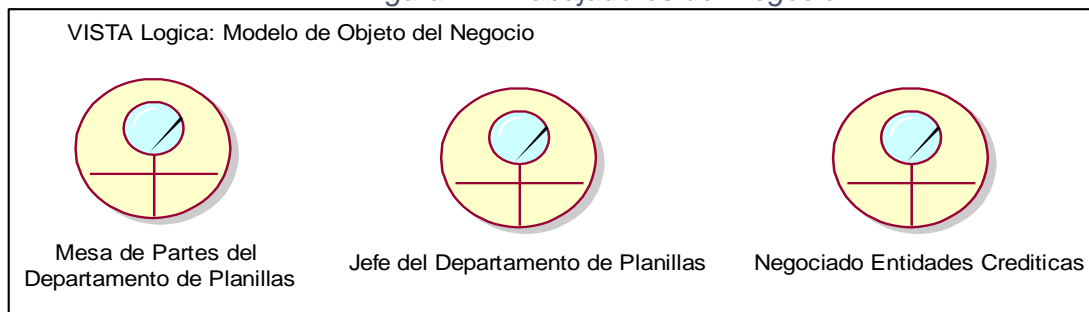 VISTA Logica: Modelo de Objeto del Negocio
Mesa de Partes del
Departamento de Planillas
Jefe del Departamento de Planillas
Negociado Entidades Crediticas